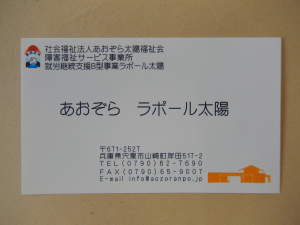 社会福祉法人あおぞら太陽福祉会
障害福祉サービス事業所
就労継続支援B型事業ラポール太陽
あおぞら ラポール太陽
〒671-2527
兵庫県宍粟市山崎町岸田517-2
TEL(0790)62-7690
FAX(0790)65-9007
E-mail info@aozoranpo.jp